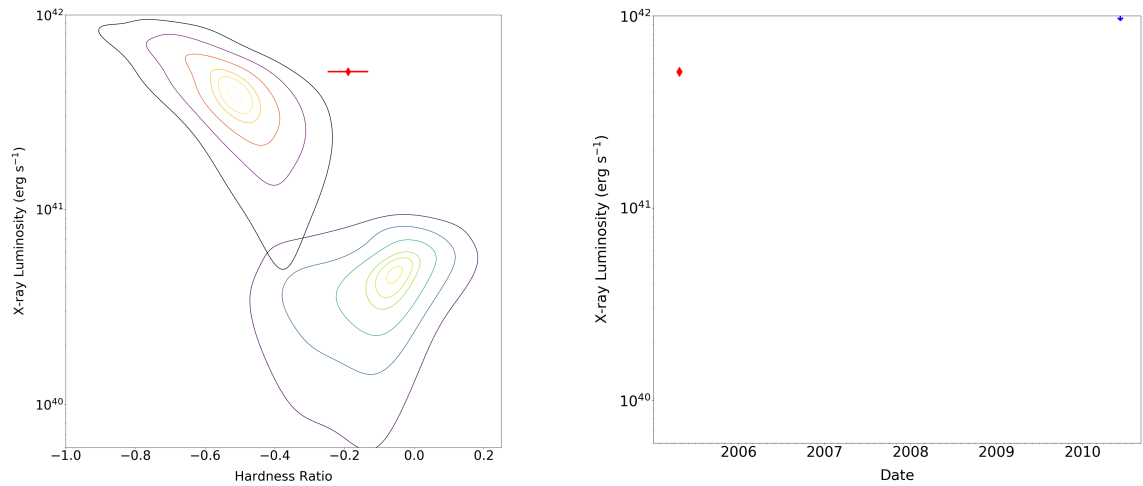 10^42
10^41
10^40
X-ray Luminosity (erg s^−1)
−1.0 −0.8 −0.6 −0.4 −0.2 0.0 0.2
Hardness Ratio
10^42
10^41
10^40
X-ray Luminosity (erg s^−1)
2006 2007 2008 2009 2010
Date